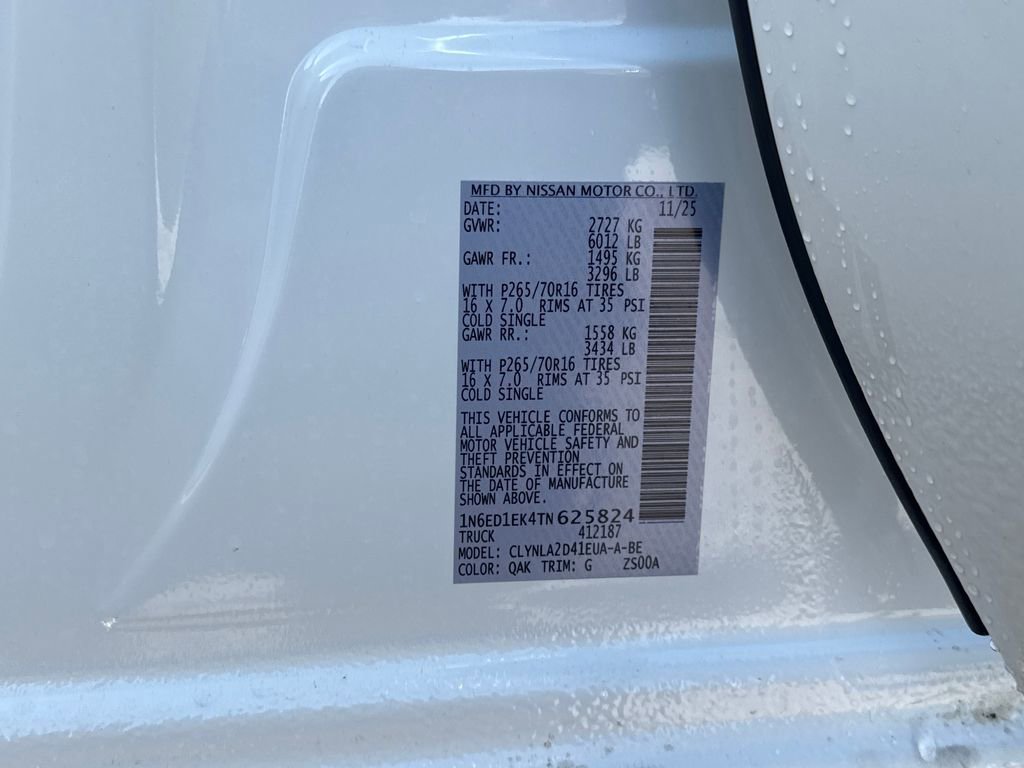 MFD BY NISSAN MOTOR CO., LTD.
DATE: 11/25
GVWR: 2727 KG
6012 LB
GAWR FR.: 1495 KG
3296 LB
WITH P265/70R16 TIRES
16 X 7.0 RIMS AT 35 PSI
COLD SINGLE
GAWR RR.: 1558 KG
3434 LB
WITH P265/70R16 TIRES
16 X 7.0 RIMS AT 35 PSI
COLD SINGLE
THIS VEHICLE CONFORMS TO
ALL APPLICABLE FEDERAL
MOTOR VEHICLE SAFETY AND
THEFT PREVENTION
STANDARDS IN EFFECT ON
THE DATE OF MANUFACTURE
SHOWN ABOVE.
1N6ED1EK4TN625824
TRUCK 412187
MODEL: CLYNLA2D41EUA-A-BE
COLOR: QAK TRIM: G ZS00A